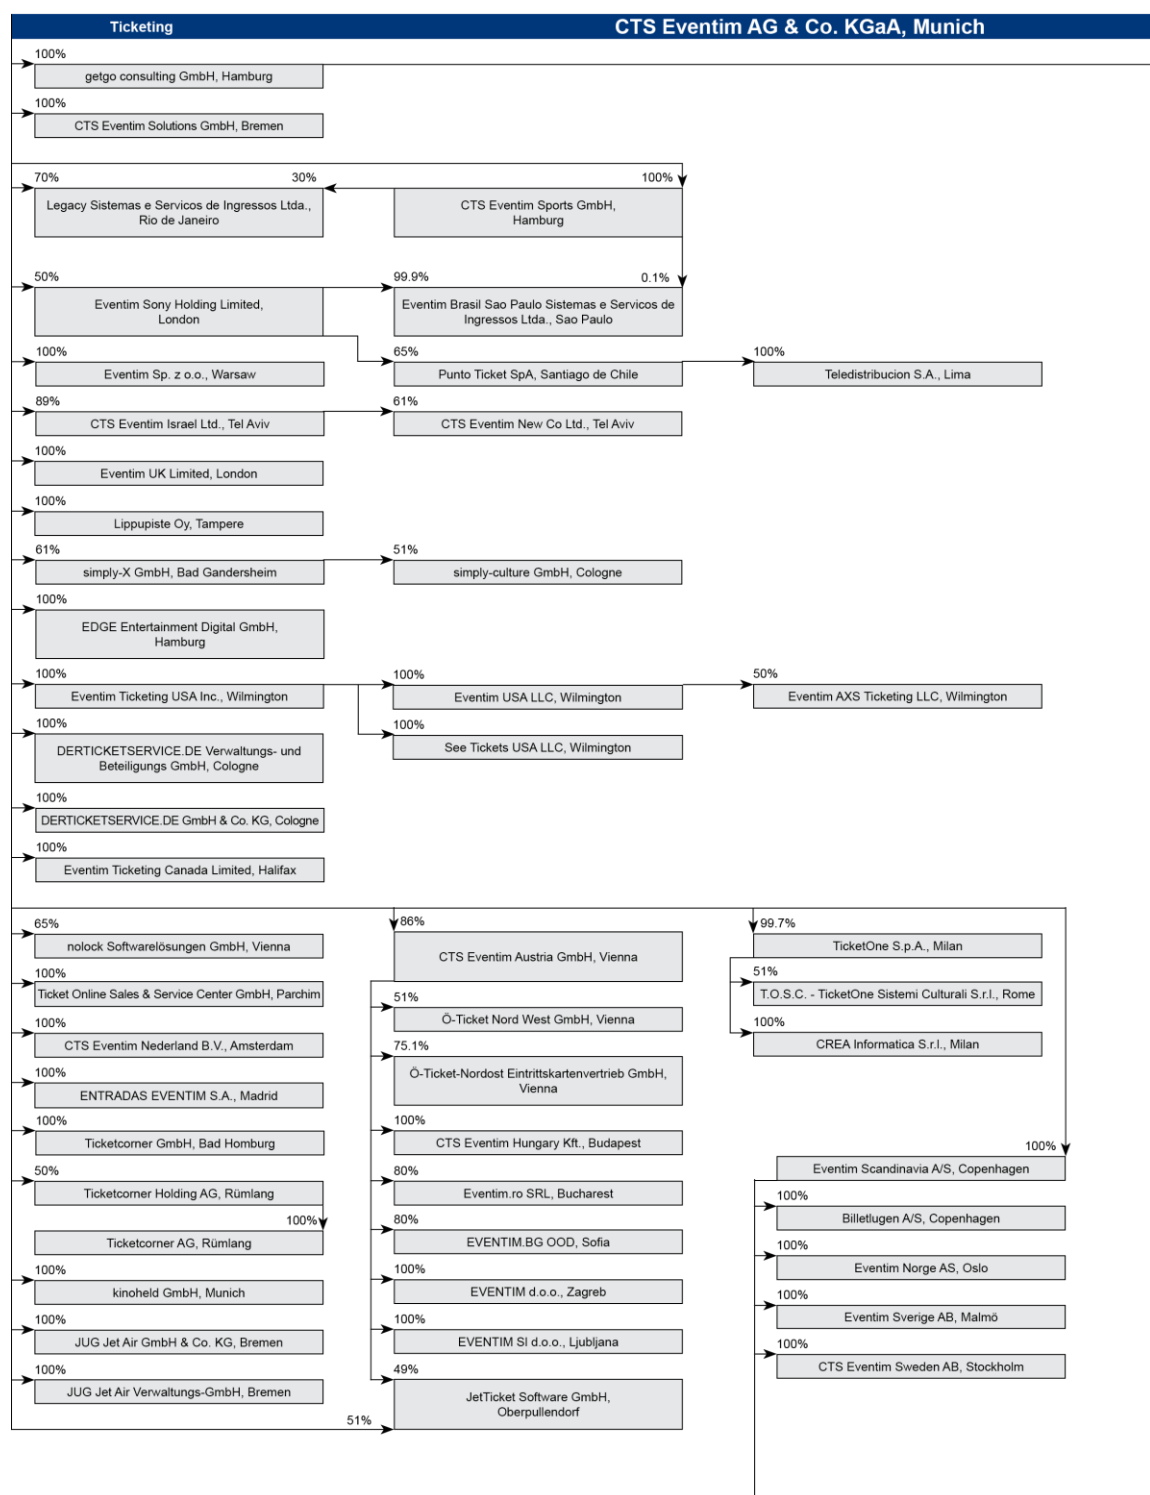 Ticketing
CTS Eventim AG & Co. KGaA, Munich
100%
getgo consulting GmbH, Hamburg
100%
CTS Eventim Solutions GmbH, Bremen
70%
30%
100%
Legacy Sistemas e Servicos de Ingressos Ltda.,
Rio de Janeiro
CTS Eventim Sports GmbH,
Hamburg
50%
99.9%
0.1%
Eventim Sony Holding Limited,
London
Eventim Brasil Sao Paulo Sistemas e Servicos de
Ingressos Ltda., Sao Paulo
100%
65%
100%
Eventim Sp. z o.o., Warsaw
Punto Ticket SpA, Santiago de Chile
Teledistribucion S.A., Lima
89%
61%
CTS Eventim Israel Ltd., Tel Aviv
CTS Eventim New Co Ltd., Tel Aviv
100%
Eventim UK Limited, London
100%
Lippupiste Oy, Tampere
61%
51%
simply-X GmbH, Bad Gandersheim
simply-culture GmbH, Cologne
100%
EDGE Entertainment Digital GmbH,
Hamburg
100%
100%
50%
Eventim Ticketing USA Inc., Wilmington
Eventim USA LLC, Wilmington
Eventim AXS Ticketing LLC, Wilmington
100%
100%
DERTICKETSERVICE.DE Verwaltungs- und
Beteiligungs GmbH, Cologne
See Tickets USA LLC, Wilmington
100%
DERTICKETSERVICE.DE GmbH & Co. KG, Cologne
100%
Eventim Ticketing Canada Limited, Halifax
65%
nolock Softwarelösungen GmbH, Vienna
100%
Ticket Online Sales & Service Center GmbH, Parchim
100%
CTS Eventim Nederland B.V., Amsterdam
100%
ENTRADAS EVENTIM S.A., Madrid
100%
Ticketcorner GmbH, Bad Homburg
50%
Ticketcorner Holding AG, Rümlang
100%
Ticketcorner AG, Rümlang
100%
kinoheld GmbH, Munich
100%
JUG Jet Air GmbH & Co. KG, Bremen
100%
JUG Jet Air Verwaltungs-GmbH, Bremen
86%
CTS Eventim Austria GmbH, Vienna
51%
Ö-Ticket Nord West GmbH, Vienna
75.1%
Ö-Ticket-Nordost Eintrittskartenvertrieb GmbH,
Vienna
100%
CTS Eventim Hungary Kft., Budapest
80%
Eventim.ro SRL, Bucharest
80%
EVENTIM.BG OOD, Sofia
100%
EVENTIM d.o.o., Zagreb
100%
EVENTIM SI d.o.o., Ljubljana
49%
JetTicket Software GmbH,
Oberpullendorf
51%
99.7%
TicketOne S.p.A., Milan
51%
T.O.S.C. - TicketOne Sistemi Culturali S.r.l., Rome
100%
CREA Informatica S.r.l., Milan
100%
Eventim Scandinavia A/S, Copenhagen
100%
Billetlugen A/S, Copenhagen
100%
Eventim Norge AS, Oslo
100%
Eventim Sverige AB, Malmö
100%
CTS Eventim Sweden AB, Stockholm